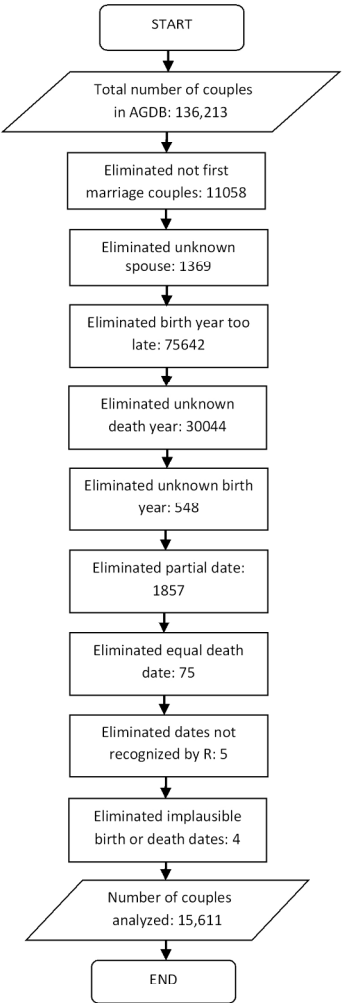 START
Total number of couples
in AGDB: 136,213
Eliminated not first
marriage couples: 11058
Eliminated unknown
spouse: 1369
Eliminated birth year too
late: 75642
Eliminated unknown
death year: 30044
Eliminated unknown birth
year: 548
Eliminated partial date:
1857
Eliminated equal death
date: 75
Eliminated dates not
recognized by R: 5
Eliminated implausible
birth or death dates: 4
Number of couples
analyzed: 15,611
END